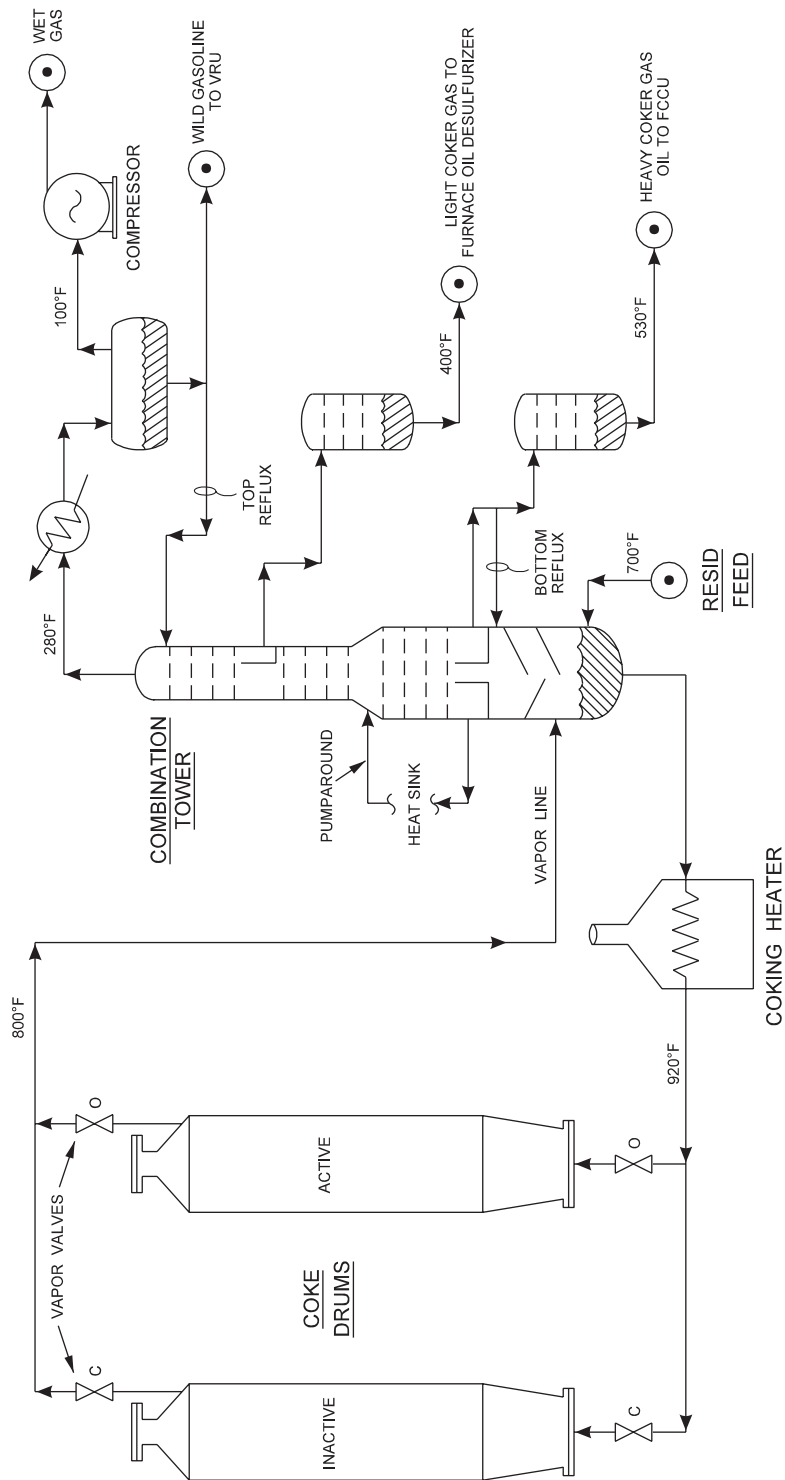 WET
GAS
COMPRESSOR
100°F
WILD GASOLINE
TO VRU
280°F
TOP
REFLUX
LIGHT COKER GAS TO
FURNACE OIL DESULFURIZER
400°F
HEAVY COKER GAS
OIL TO FCCU
530°F
BOTTOM
REFLUX
700°F
RESID
FEED
COMBINATION
TOWER
PUMPAROUND
HEAT SINK
VAPOR LINE
800°F
COKING HEATER
920°F
VAPOR VALVES
O
C
ACTIVE
COKE
DRUMS
INACTIVE
O
C